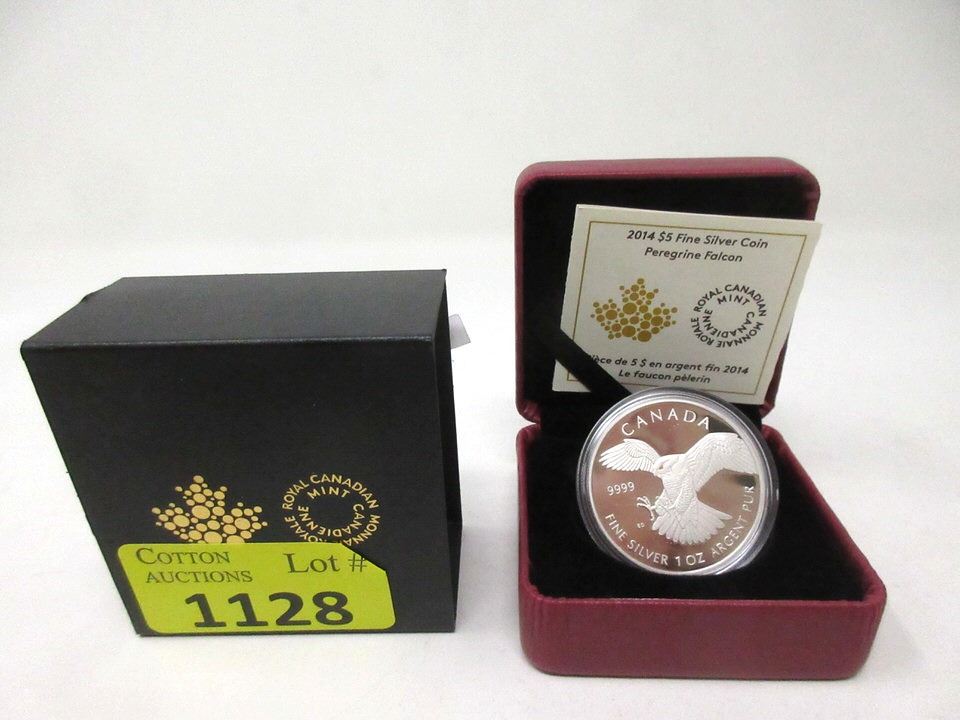 ROYAL CANADIAN MINT
MONNAIE ROYALE CANADIENNE
COTTON AUCTIONS
Lot #
1128
2014 $5 Fine Silver Coin
Peregrine Falcon
ROYAL CANADIAN MINT
MONNAIE ROYALE CANADIENNE
de 5 $ en argent fin 2014
Le faucon pèlerin
CANADA
9999
FINE SILVER 1 OZ ARGENT PUR